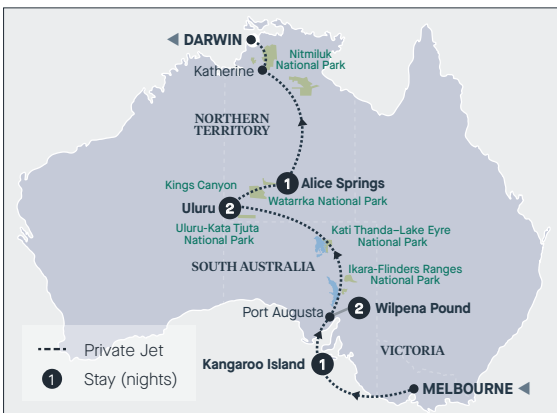 DARWIN
Nitmiluk
National Park
Katherine
NORTHERN
TERRITORY
Kings Canyon
1 Alice Springs
Watarrka National Park
Uluru 2
Uluru-Kata Tjuta
National Park
Kati Thanda–Lake Eyre
National Park
SOUTH AUSTRALIA
Ikara-Flinders Ranges
National Park
Port Augusta
2 Wilpena Pound
VICTORIA
Kangaroo Island 1
MELBOURNE
Private Jet
1 Stay (nights)